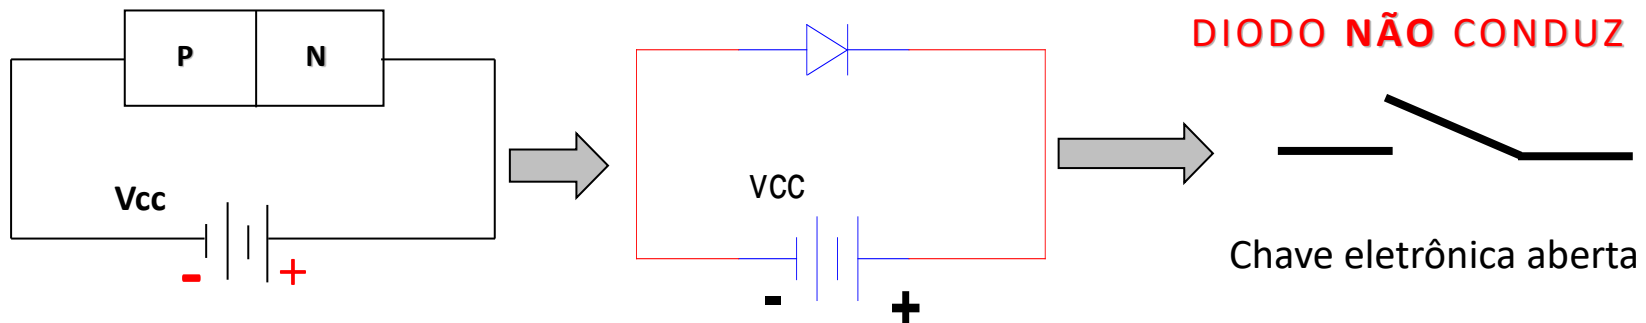 DIODO NÃO CONDUZ
P N
Vcc
- +
VCC
- +
Chave eletrônica aberta